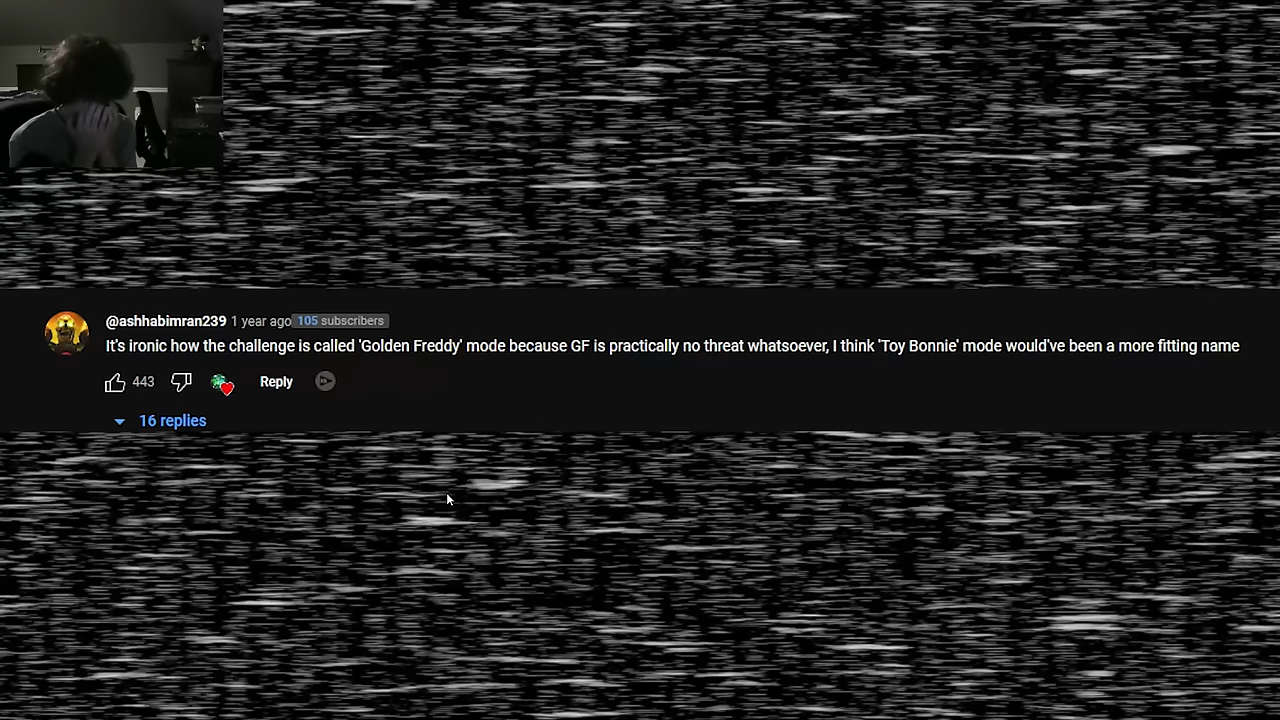 @ashhabimran239 1 year ago 105 subscribers
It's ironic how the challenge is called 'Golden Freddy' mode because GF is practically no threat whatsoever, I think 'Toy Bonnie' mode would've been a more fitting name
443 Reply
16 replies